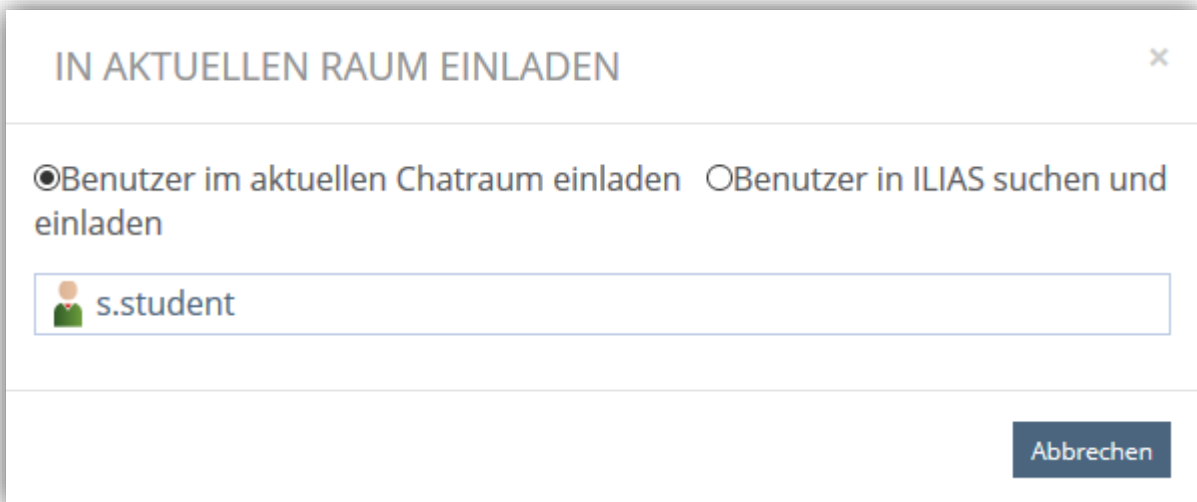 IN AKTUELLEN RAUM EINLADEN ×
Benutzer im aktuellen Chatraum einladen Benutzer in ILIAS suchen und
einladen
s.student
Abbrechen